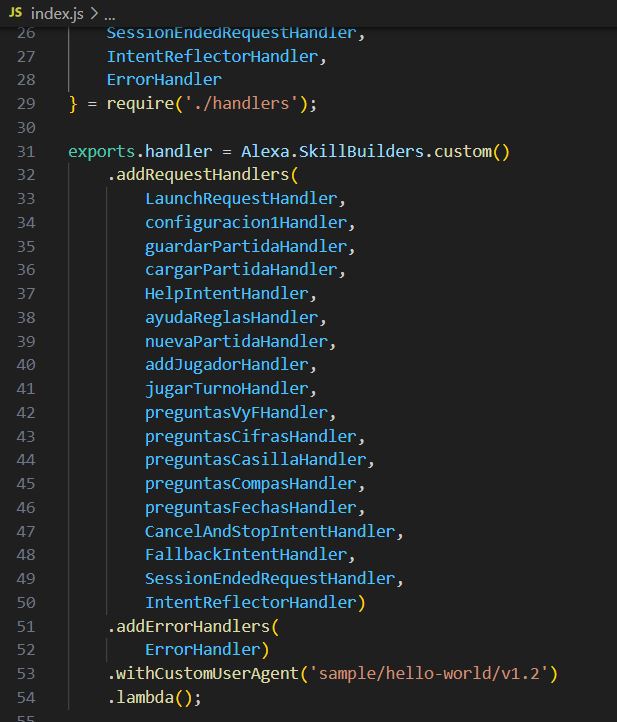 JS index.js > ...
26 SessionEndedRequestHandler,
27 IntentReflectorHandler,
28 ErrorHandler
29 } = require('./handlers');
30
31 exports.handler = Alexa.SkillBuilders.custom()
32 .addRequestHandlers(
33 LaunchRequestHandler,
34 configuracion1Handler,
35 guardarPartidaHandler,
36 cargarPartidaHandler,
37 HelpIntentHandler,
38 ayudaReglasHandler,
39 nuevaPartidaHandler,
40 addJugadorHandler,
41 jugarTurnoHandler,
42 preguntasVyFHandler,
43 preguntasCifrasHandler,
44 preguntasCasillaHandler,
45 preguntasCompasHandler,
46 preguntasFechasHandler,
47 CancelAndStopIntentHandler,
48 FallbackIntentHandler,
49 SessionEndedRequestHandler,
50 IntentReflectorHandler)
51 .addErrorHandlers(
52 ErrorHandler)
53 .withCustomUserAgent('sample/hello-world/v1.2')
54 .lambda();
55